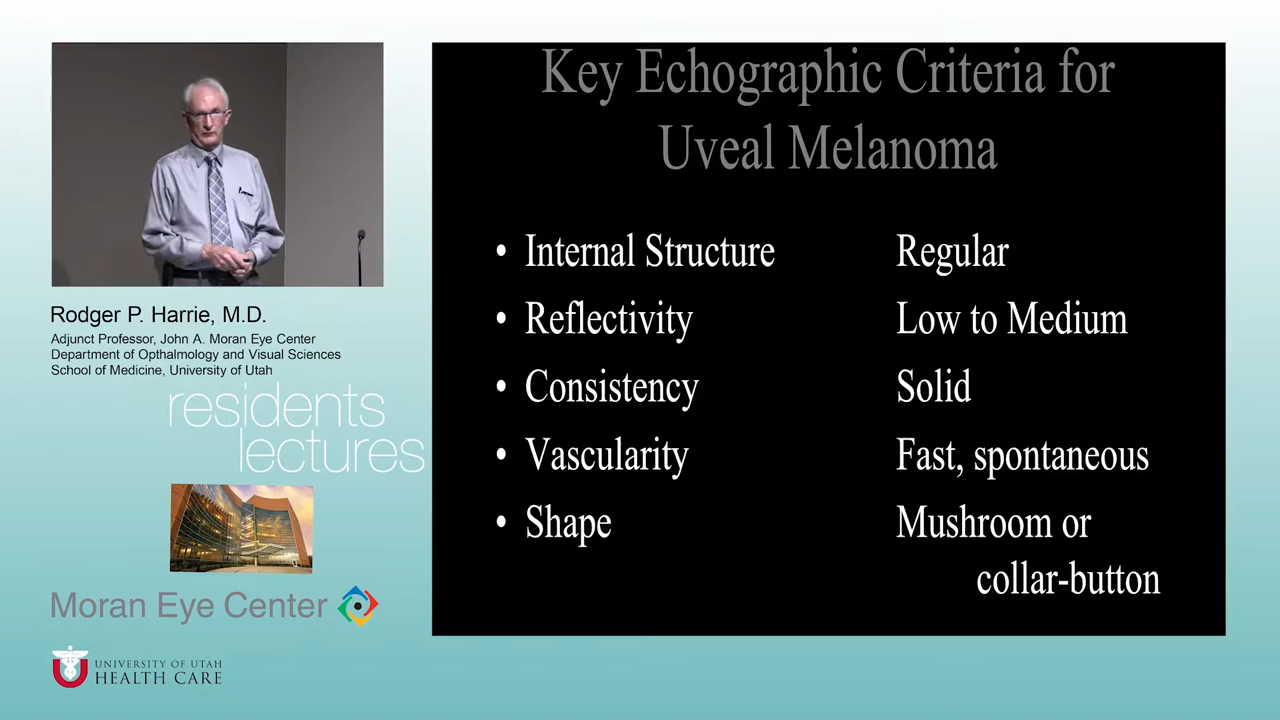 Key Echographic Criteria for
Uveal Melanoma
• Internal Structure Regular
• Reflectivity Low to Medium
• Consistency Solid
• Vascularity Fast, spontaneous
• Shape Mushroom or
collar-button
Rodger P. Harrie, M.D.
Adjunct Professor, John A. Moran Eye Center
Department of Opthalmology and Visual Sciences
School of Medicine, University of Utah
residents
lectures
Moran Eye Center
U UNIVERSITY OF UTAH
HEALTH CARE